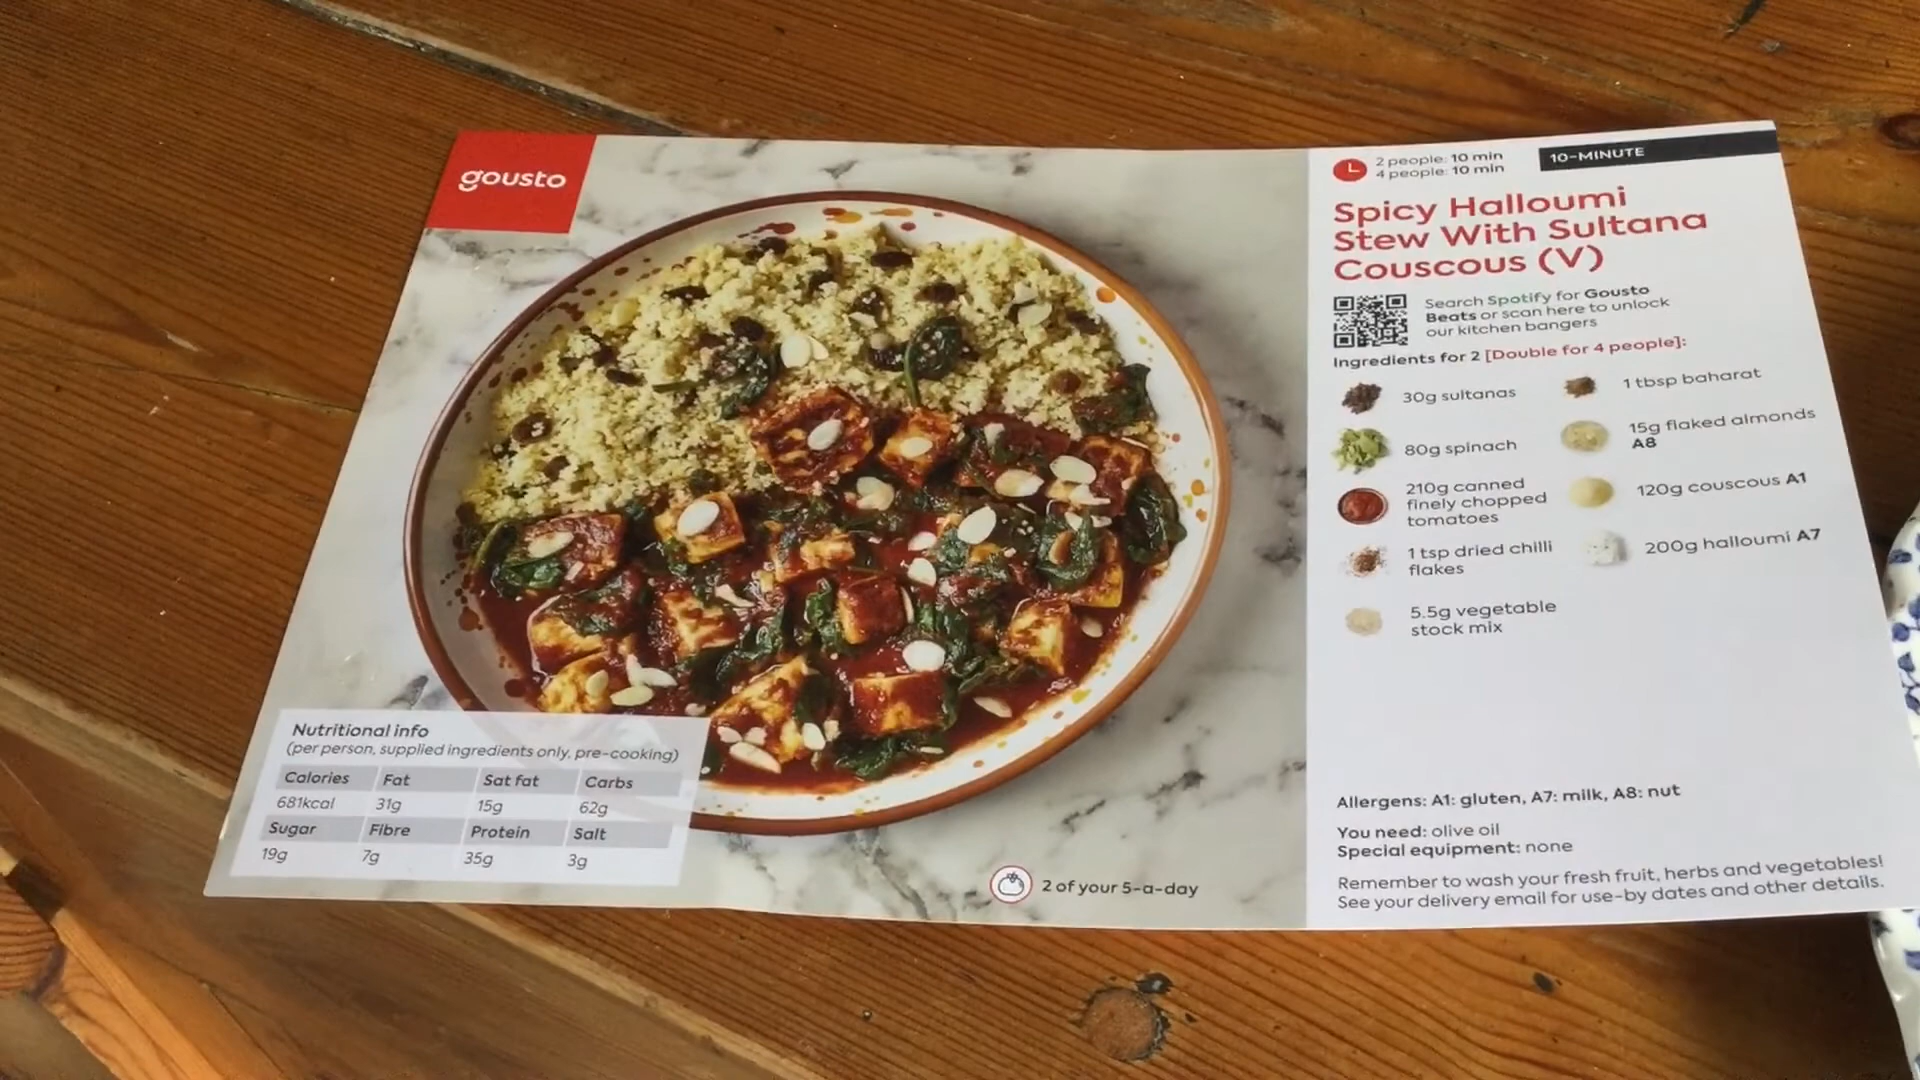 gousto
2 people: 10 min
4 people: 10 min
10-MINUTE
Spicy Halloumi
Stew With Sultana
Couscous (V)
Search Spotify for Gousto
Beats or scan here to unlock
our kitchen bangers
Ingredients for 2 [Double for 4 people]:
30g sultanas
80g spinach
210g canned
finely chopped
tomatoes
1 tsp dried chilli
flakes
5.5g vegetable
stock mix
1 tbsp baharat
15g flaked almonds
A8
120g couscous A1
200g halloumi A7
Allergens: A1: gluten, A7: milk, A8: nut
You need: olive oil
Special equipment: none
Remember to wash your fresh fruit, herbs and vegetables!
See your delivery email for use-by dates and other details.
Nutritional info
(per person, supplied ingredients only, pre-cooking)
Calories Fat Sat fat Carbs
681kcal 31g 15g 62g
Sugar Fibre Protein Salt
19g 7g 35g 3g
2 of your 5-a-day